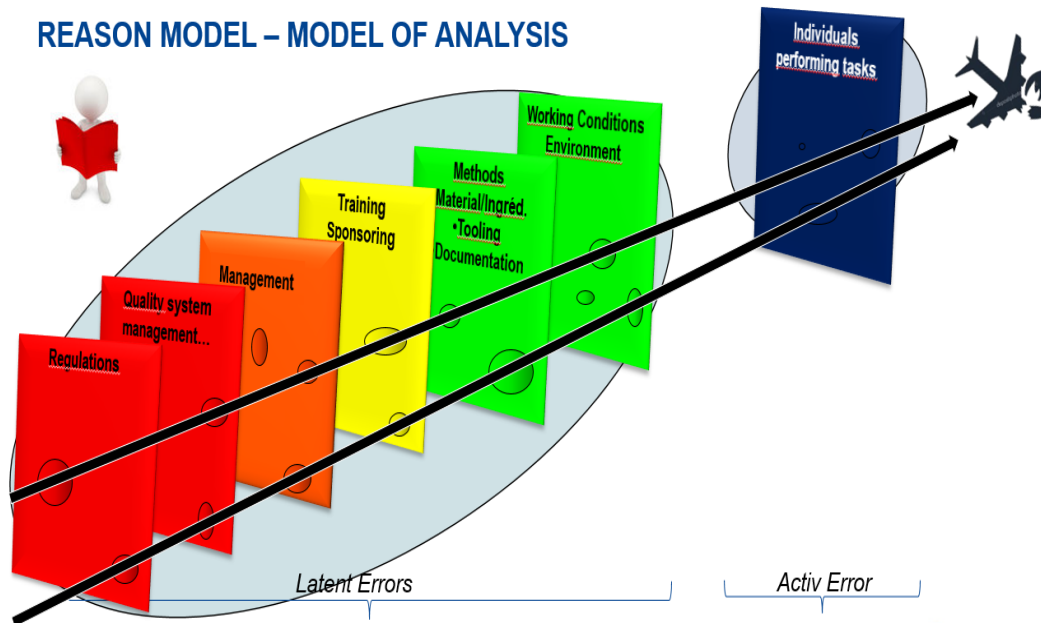 REASON MODEL – MODEL OF ANALYSIS
Individuals
performing tasks
Working Conditions
Environment
Methods
Material/Ingréd.
•Tooling
Documentation
Training
Sponsoring
Management
Quality system
management...
Regulations
Latent Errors
Activ Error